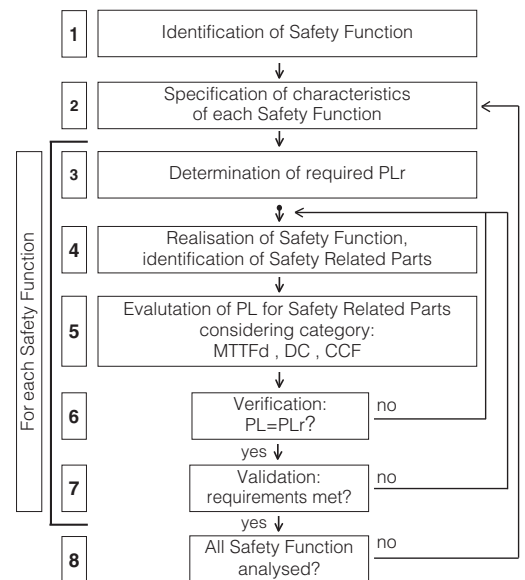 1
Identification of Safety Function
2
Specification of characteristics
of each Safety Function
For each Safety Function
3
Determination of required PLr
4
Realisation of Safety Function,
identification of Safety Related Parts
5
Evalutation of PL for Safety Related Parts
considering category:
MTTFd , DC , CCF
6
Verification:
PL=PLr?
no
yes
7
Validation:
requirements met?
no
yes
8
All Safety Function
analysed?
no